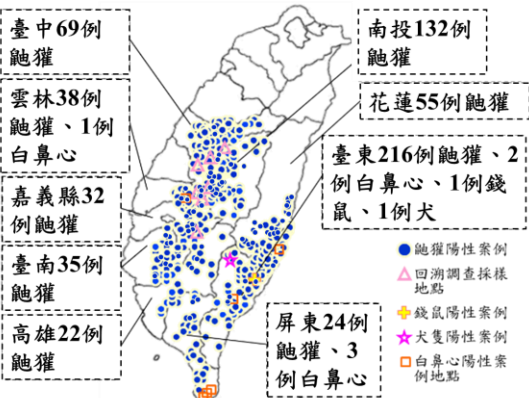 臺中69例
鼬獾
雲林38例
鼬獾、1例
白鼻心
嘉義縣32
例鼬獾
臺南35例
鼬獾
高雄22例
鼬獾
南投132例
鼬獾
花蓮55例鼬獾
臺東216例鼬獾、2
例白鼻心、1例錢
鼠、1例犬
屏東24例
鼬獾、3
例白鼻心
鼬獾陽性案例
回溯調查採樣
地點
錢鼠陽性案例
犬隻陽性案例
白鼻心陽性案
例地點